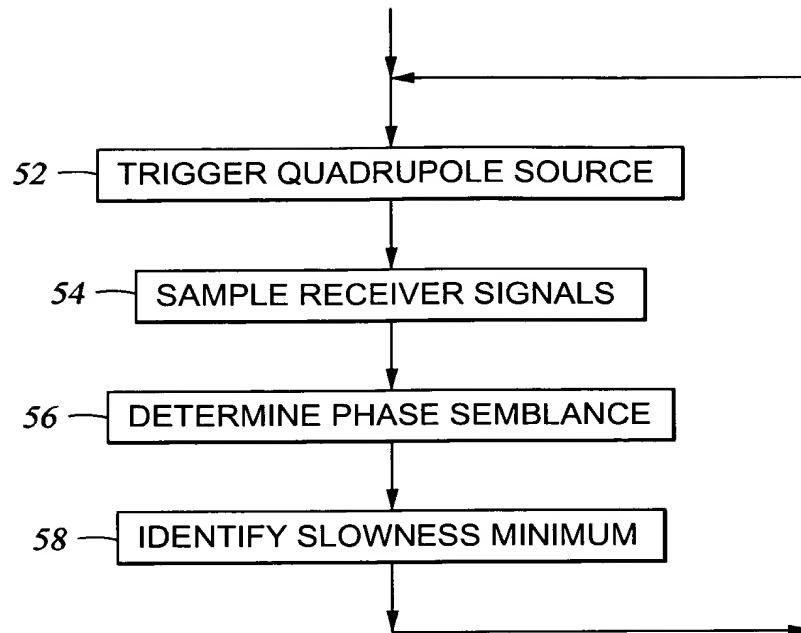 52 TRIGGER QUADRUPOLE SOURCE
54 SAMPLE RECEIVER SIGNALS
56 DETERMINE PHASE SEMBLANCE
58 IDENTIFY SLOWNESS MINIMUM